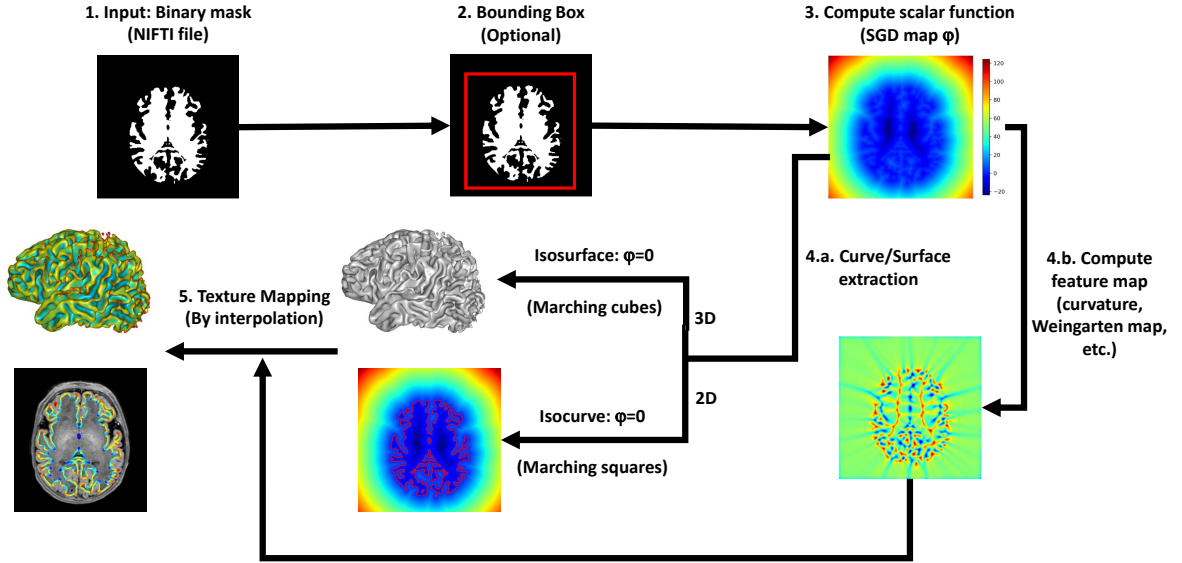 1. Input: Binary mask
(NIFTI file)
2. Bounding Box
(Optional)
3. Compute scalar function
(SGD map φ)
120
100
80
60
40
20
0
−20
Isosurface: φ=0
(Marching cubes)
3D
4.a. Curve/Surface
extraction
4.b. Compute
feature map
(curvature,
Weingarten map,
etc.)
5. Texture Mapping
(By interpolation)
2D
Isocurve: φ=0
(Marching squares)